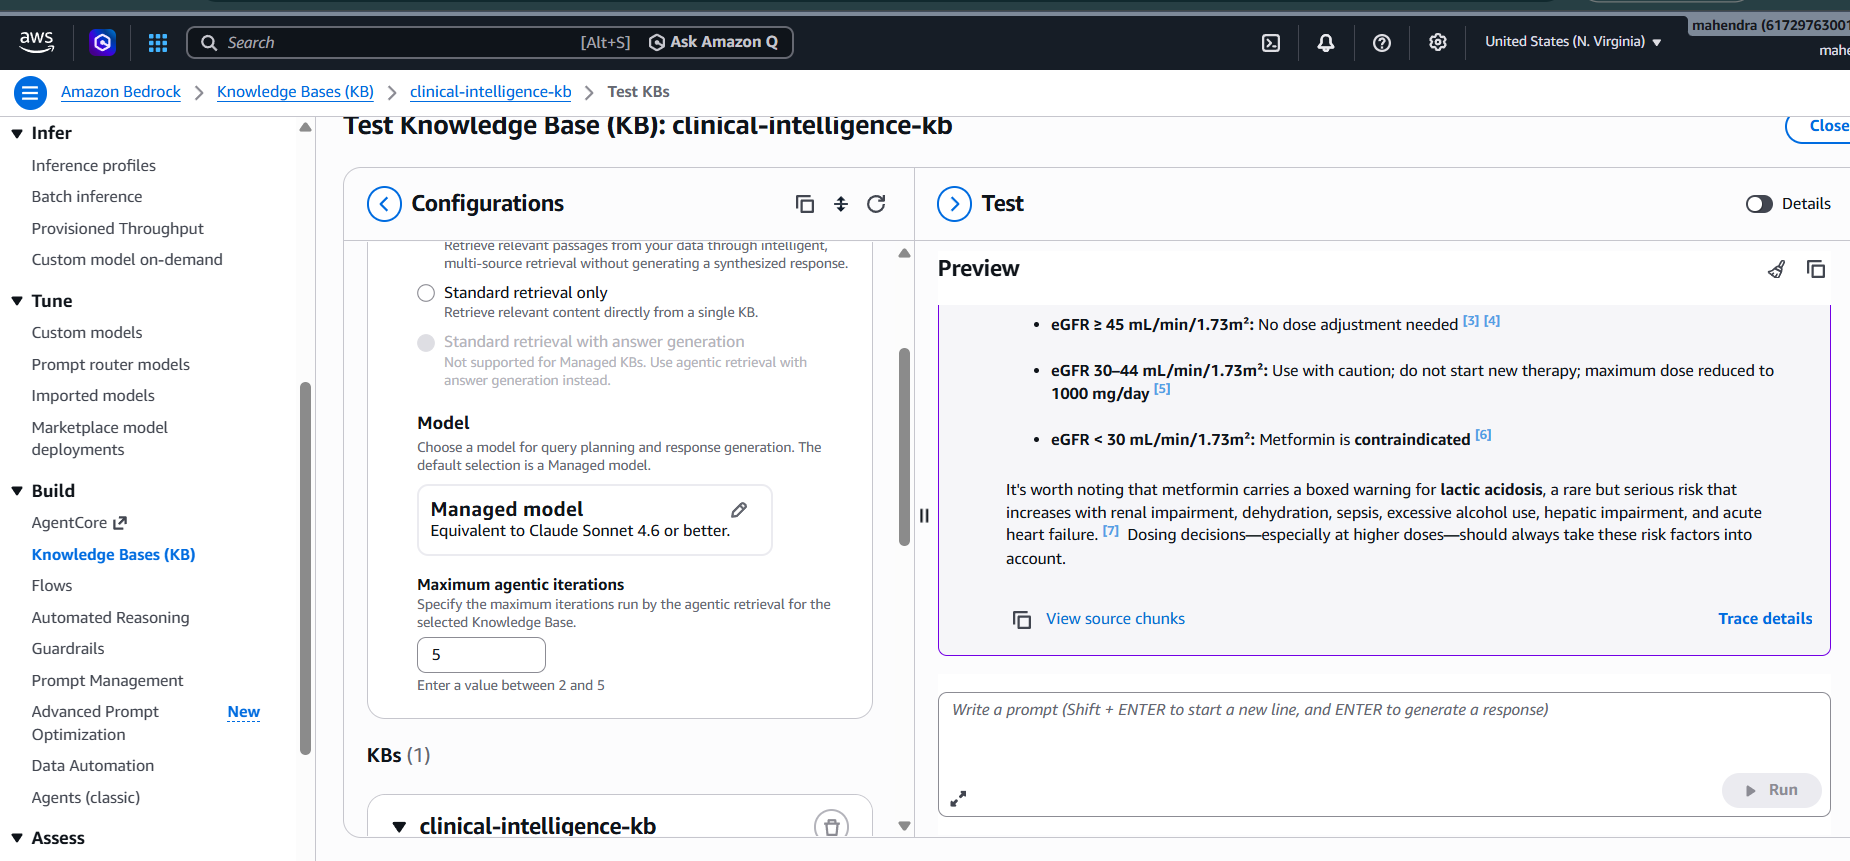 aws
Search
[Alt+S]
Ask Amazon Q
United States (N. Virginia)
mahendra (61729763001
mahe
Amazon Bedrock
Knowledge Bases (KB)
clinical-intelligence-kb
Test KBs
Infer
Inference profiles
Batch inference
Provisioned Throughput
Custom model on-demand
Tune
Custom models
Prompt router models
Imported models
Marketplace model
deployments
Build
AgentCore
Knowledge Bases (KB)
Flows
Automated Reasoning
Guardrails
Prompt Management
Advanced Prompt
Optimization
New
Data Automation
Agents (classic)
Assess
Test Knowledge Base (KB): clinical-intelligence-kb
Close
Configurations
Retrieve relevant passages from your data through intelligent,
multi-source retrieval without generating a synthesized response.
Standard retrieval only
Retrieve relevant content directly from a single KB.
Standard retrieval with answer generation
Not supported for Managed KBs. Use agentic retrieval with
answer generation instead.
Model
Choose a model for query planning and response generation. The
default selection is a Managed model.
Managed model
Equivalent to Claude Sonnet 4.6 or better.
Maximum agentic iterations
Specify the maximum iterations run by the agentic retrieval for the
selected Knowledge Base.
5
Enter a value between 2 and 5
KBs (1)
clinical-intelligence-kb
Test
Details
Preview
• eGFR ≥ 45 mL/min/1.73m²: No dose adjustment needed [3] [4]
• eGFR 30–44 mL/min/1.73m²: Use with caution; do not start new therapy; maximum dose reduced to
1000 mg/day [5]
• eGFR < 30 mL/min/1.73m²: Metformin is contraindicated [6]
It's worth noting that metformin carries a boxed warning for lactic acidosis, a rare but serious risk that
increases with renal impairment, dehydration, sepsis, excessive alcohol use, hepatic impairment, and acute
heart failure. [7] Dosing decisions—especially at higher doses—should always take these risk factors into
account.
View source chunks
Trace details
Write a prompt (Shift + ENTER to start a new line, and ENTER to generate a response)
Run